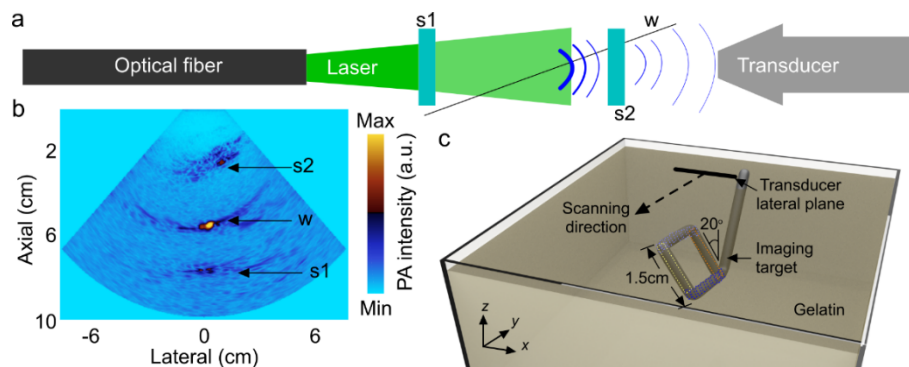 a
s1
w
Optical fiber
Laser
Transducer
s2
b
Max
c
2
s2
Axial (cm)
w
PA intensity (a.u.)
6
s1
10
Min
-6
0
6
Lateral (cm)
Transducer
lateral plane
Scanning
direction
20°
Imaging
target
1.5cm
Gelatin
z
y
x